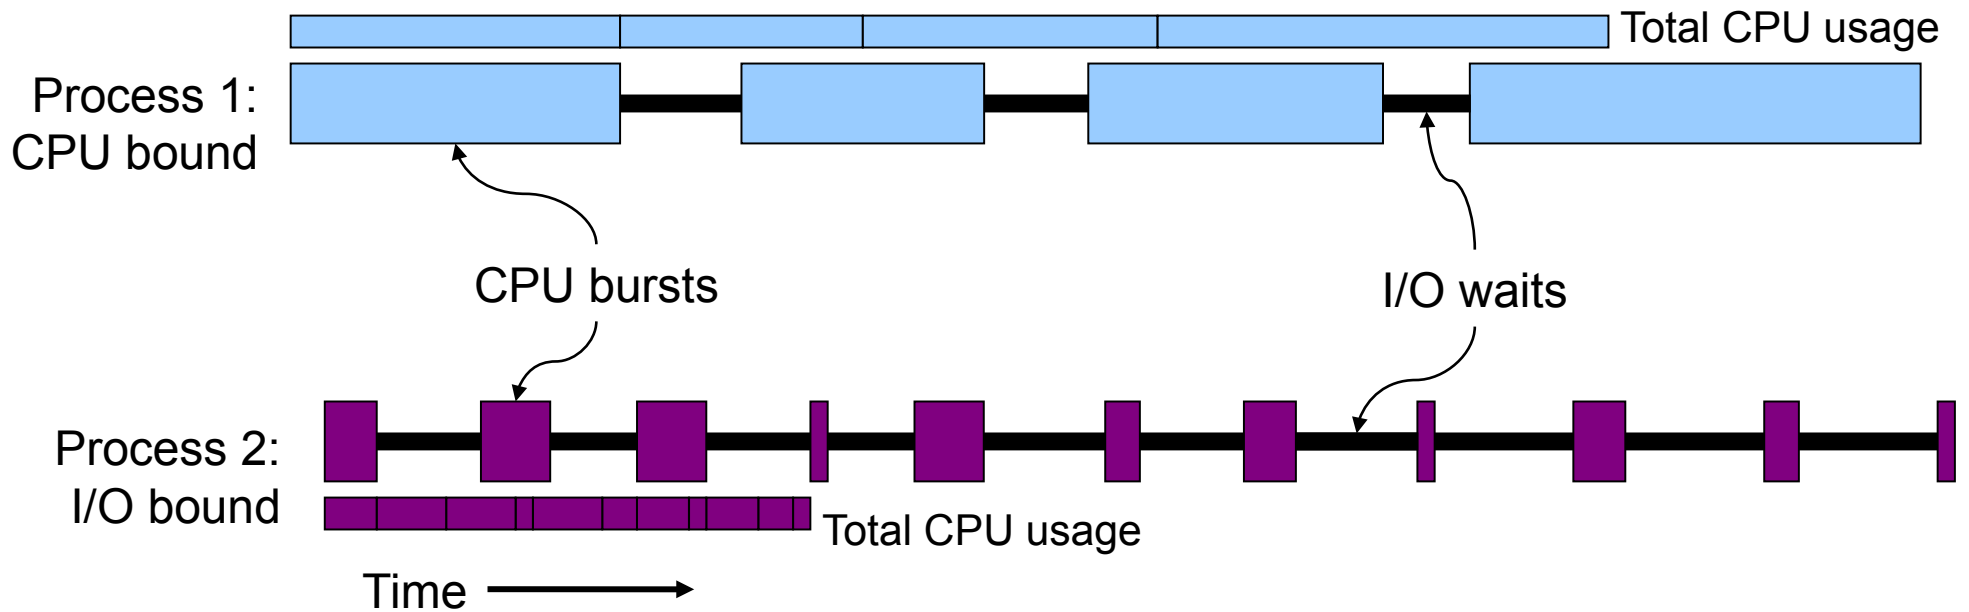 Total CPU usage
Process 1:
CPU bound
CPU bursts
I/O waits
Process 2:
I/O bound
Total CPU usage
Time